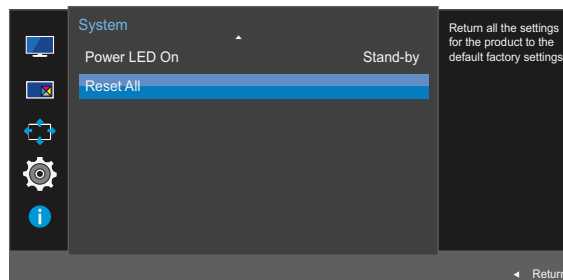 System
Power LED On Stand-by
Reset All
Return all the settings
for the product to the
default factory settings
Return